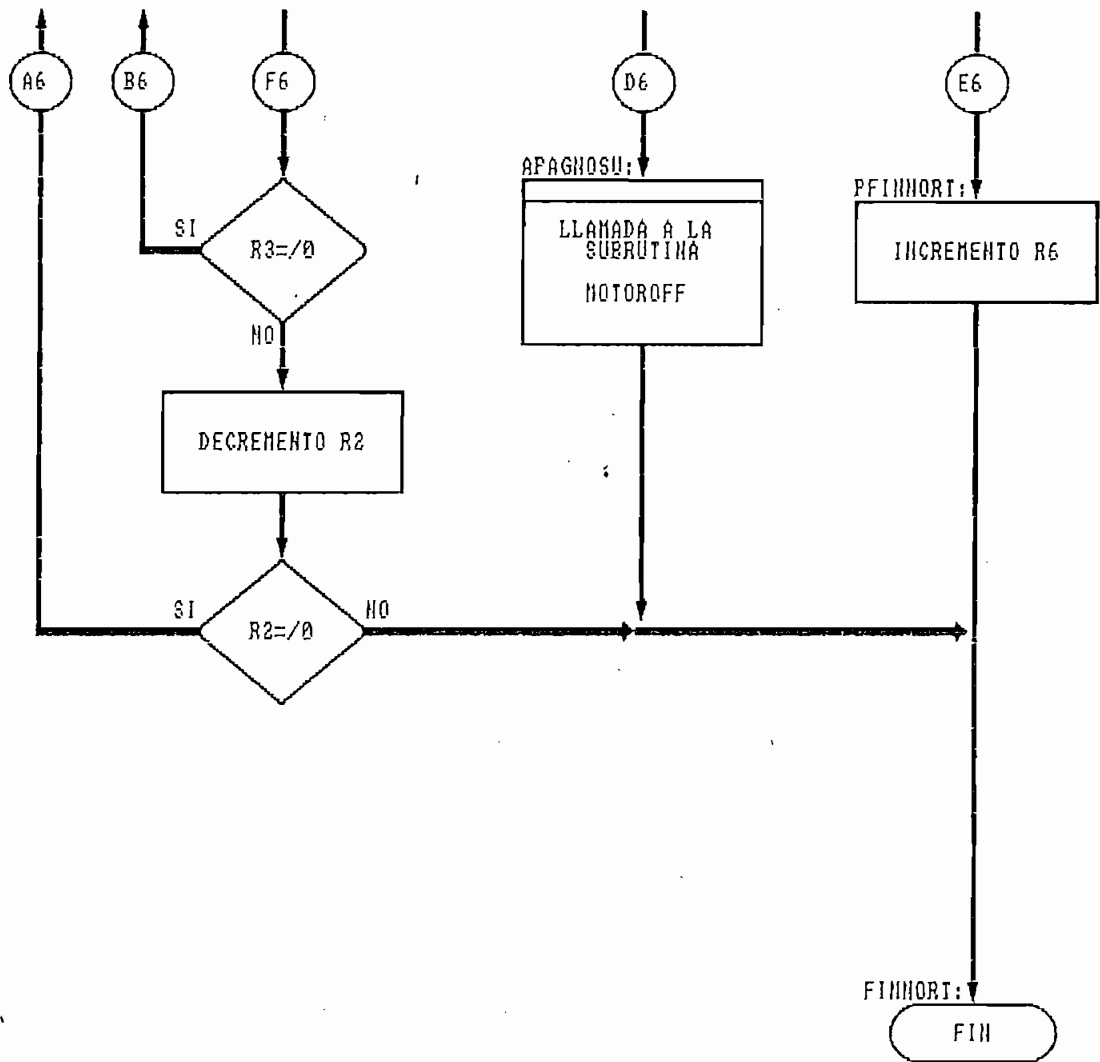 A6
B6
F6
D6
E6
APAGNOSU:
PFINNORT:
SI
R3=/0
LLAMADA A LA
SUBRUTINA
MOTOROFF
INCREMENTO R6
NO
DECREMENTO R2
SI
R2=/0
NO
FINNORT:
FIN